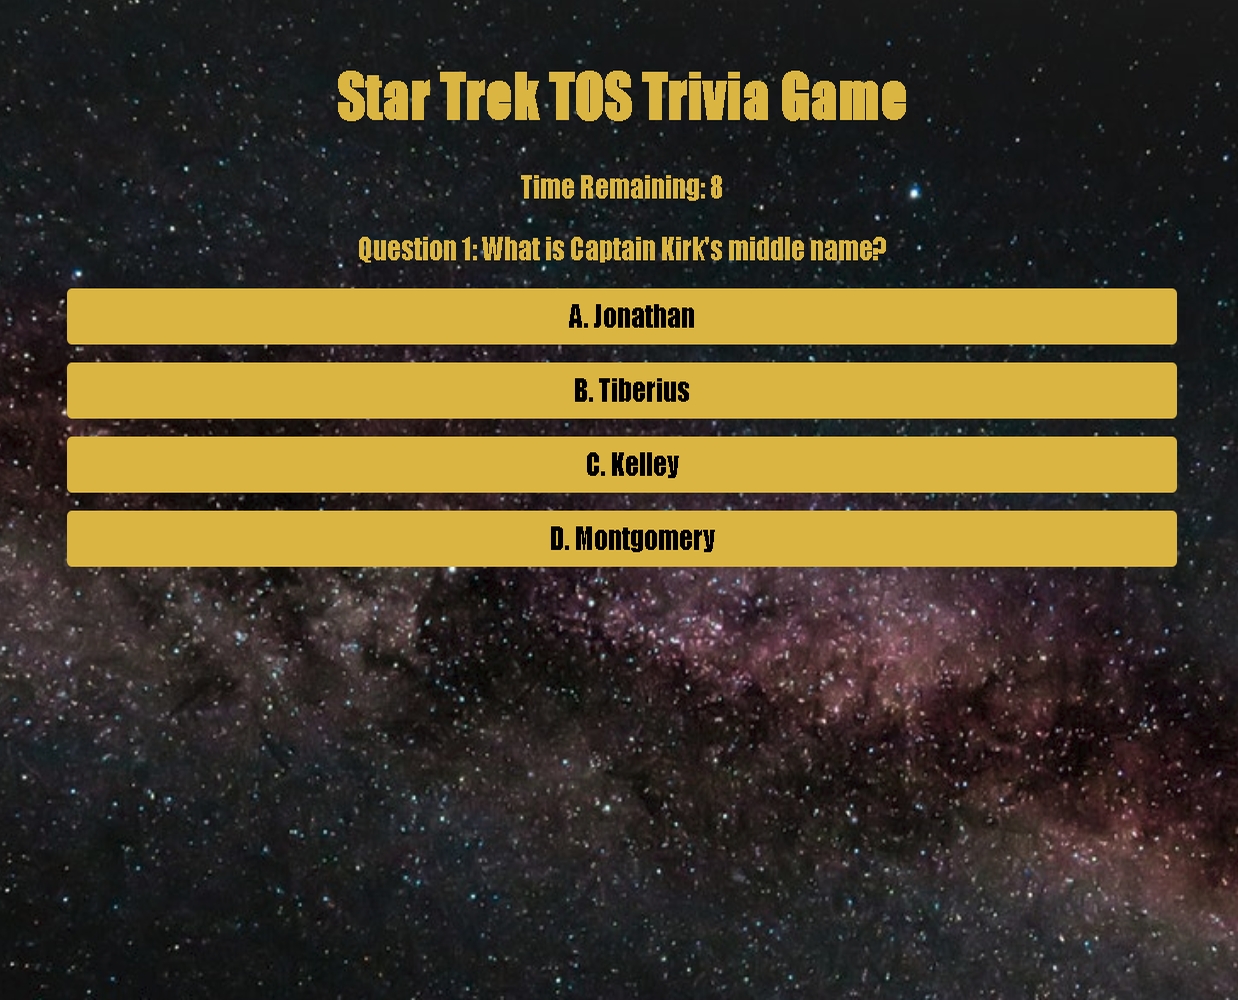 Star Trek TOS Trivia Game
Time Remaining: 8
Question 1: What is Captain Kirk's middle name?
A. Jonathan
B. Tiberius
C. Kelley
D. Montgomery